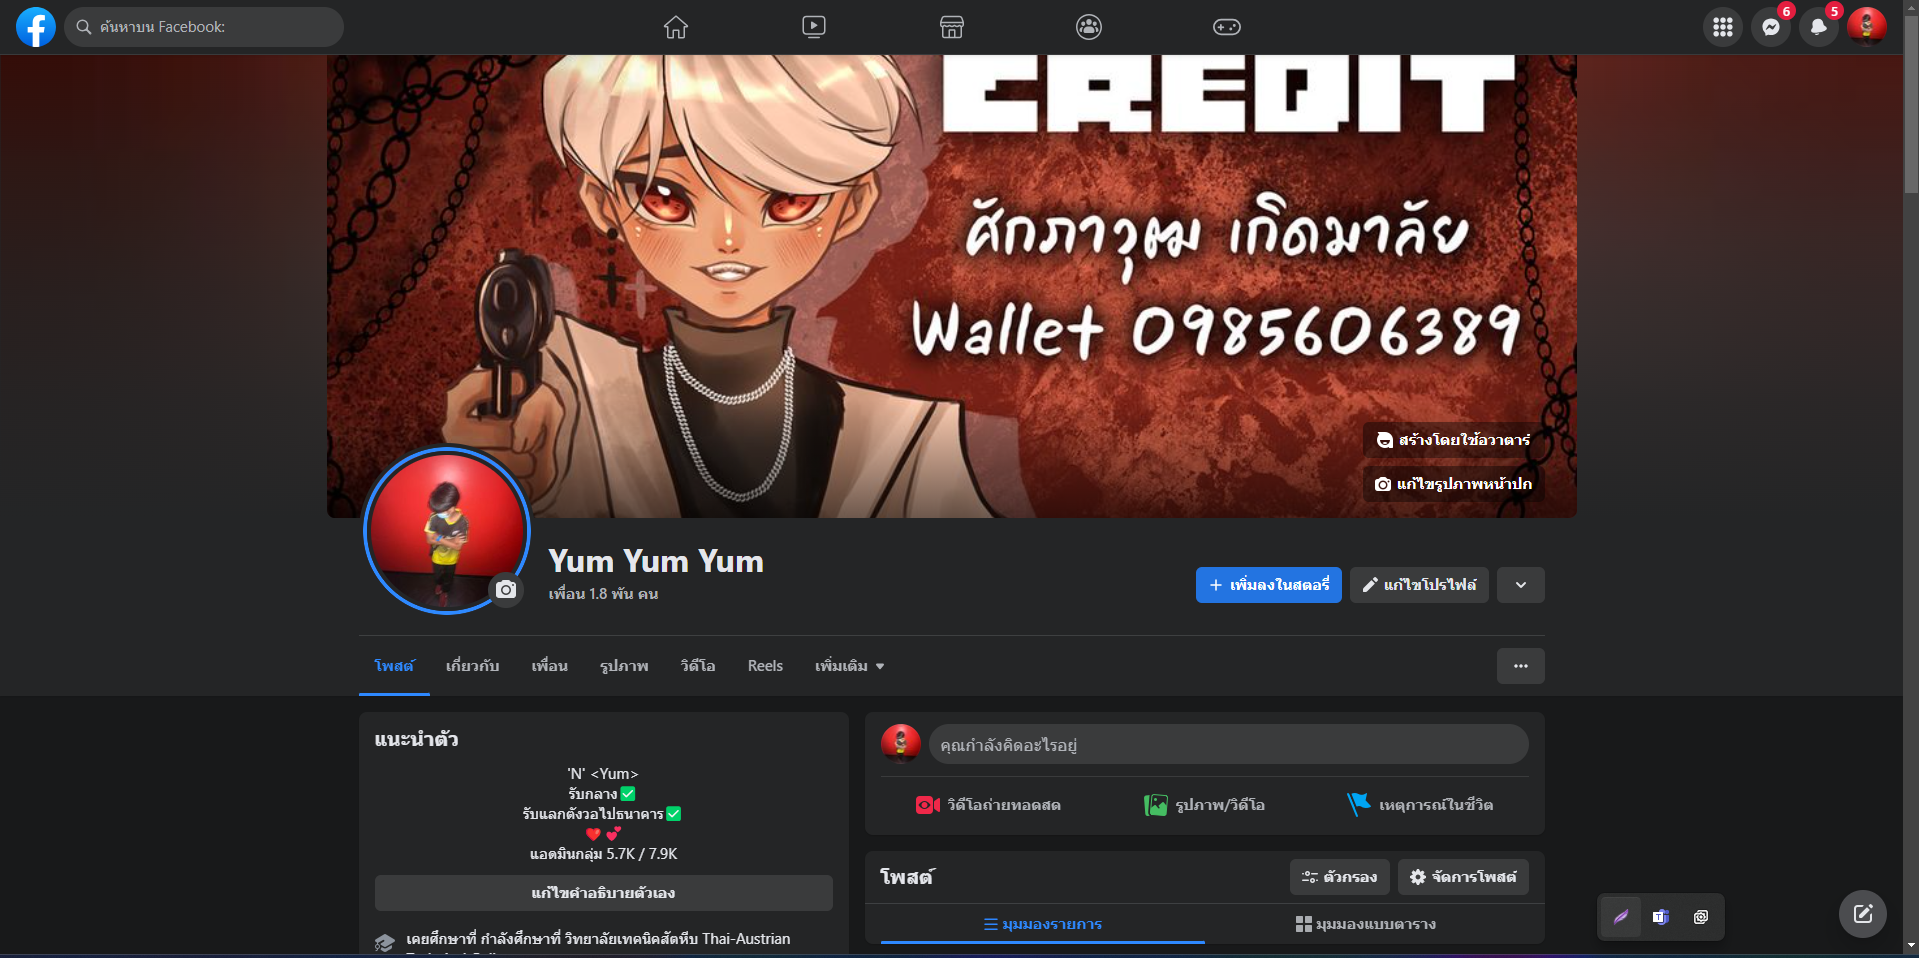 ค้นหาบน Facebook:
6
5
CREDIT
ศักภาวุฒ เกิดมาลัย
Wallet 0985606389
สร้างโดยใช้อวาตาร์
แก้ไขรูปภาพหน้าปก
Yum Yum Yum
เพื่อน 1.8 พัน คน
เพิ่มลงในสตอรี่
แก้ไขโปรไฟล์
โพสต์ เกี่ยวกับ เพื่อน รูปภาพ วิดีโอ Reels เพิ่มเติม
แนะนำตัว
'N' <Yum>
รับกลาง✅
รับแลกตังวอไปธนาคาร✅
❤️ 💕
แอดมินกลุ่ม 5.7K / 7.9K
แก้ไขคำอธิบายตัวเอง
เคยศึกษาที่ กำลังศึกษาที่ วิทยาลัยเทคนิคสัตหีบ Thai-Austrian
คุณกำลังคิดอะไรอยู่
วิดีโอถ่ายทอดสด รูปภาพ/วิดีโอ เหตุการณ์ในชีวิต
โพสต์
ตัวกรอง
จัดการโพสต์
มุมมองรายการ มุมมองแบบตาราง